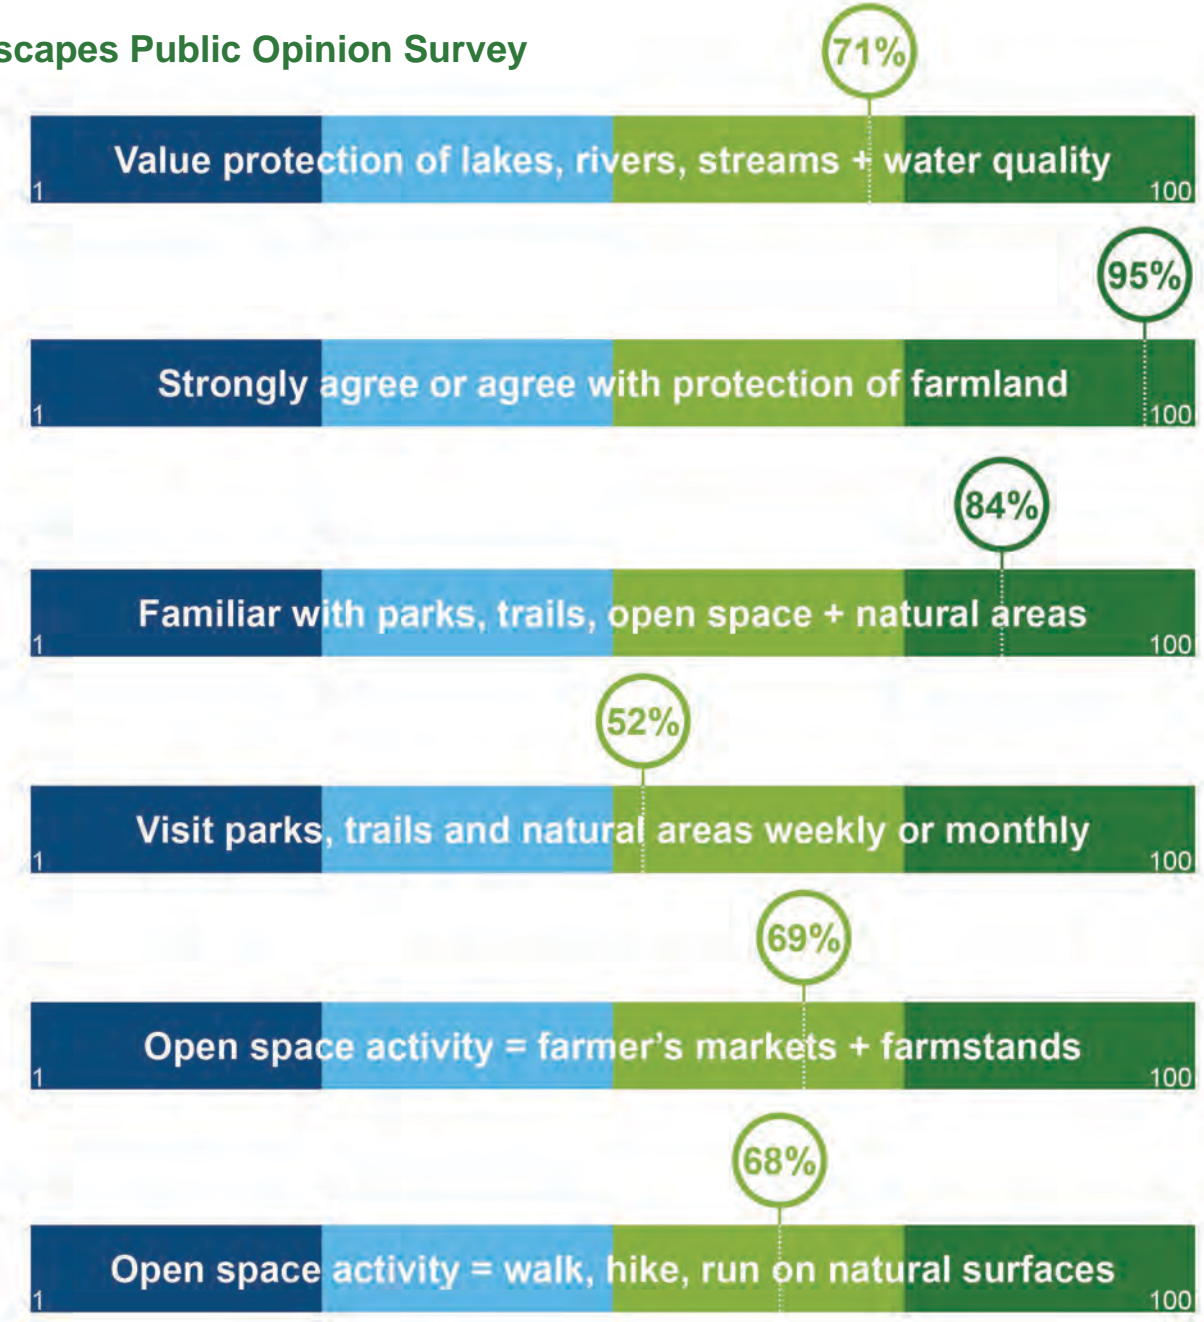 scapes Public Opinion Survey
71%
Value protection of lakes, rivers, streams + water quality
1 100
95%
Strongly agree or agree with protection of farmland
1 100
84%
Familiar with parks, trails, open space + natural areas
1 100
52%
Visit parks, trails and natural areas weekly or monthly
1 100
69%
Open space activity = farmer’s markets + farmstands
1 100
68%
Open space activity = walk, hike, run on natural surfaces
1 100